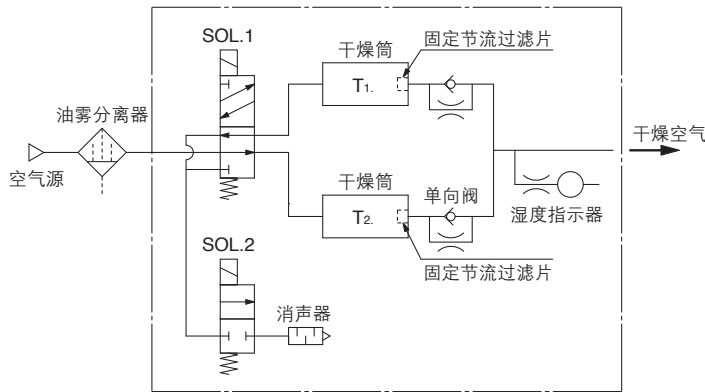 SOL.1
干燥筒
固定节流过滤片
T1.
油雾分离器
空气源
干燥空气
干燥筒
单向阀
T2.
湿度指示器
SOL.2
固定节流过滤片
消声器